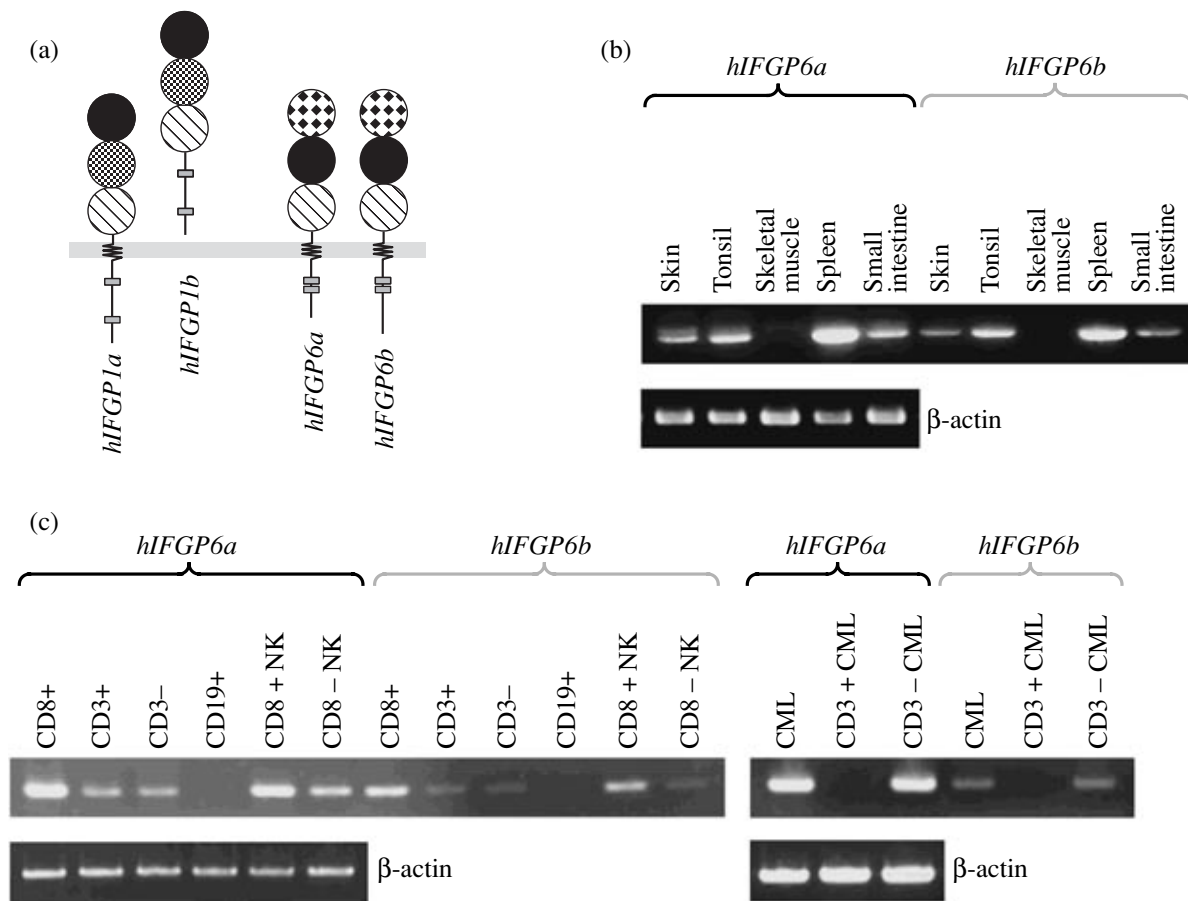 (a)
hIFGP1a
hIFGP1b
hIFGP6a
hIFGP6b
(b)
hIFGP6a
hIFGP6b
Skin
Tonsil
Skeletal
muscle
Spleen
Small
intestine
Skin
Tonsil
Skeletal
muscle
Spleen
Small
intestine
β-actin
(c)
hIFGP6a
hIFGP6b
hIFGP6a
hIFGP6b
CD8+
CD3+
CD3–
CD19+
CD8 + NK
CD8 – NK
CD8+
CD3+
CD3–
CD19+
CD8 + NK
CD8 – NK
CML
CD3 + CML
CD3 – CML
CML
CD3 + CML
CD3 – CML
β-actin
β-actin